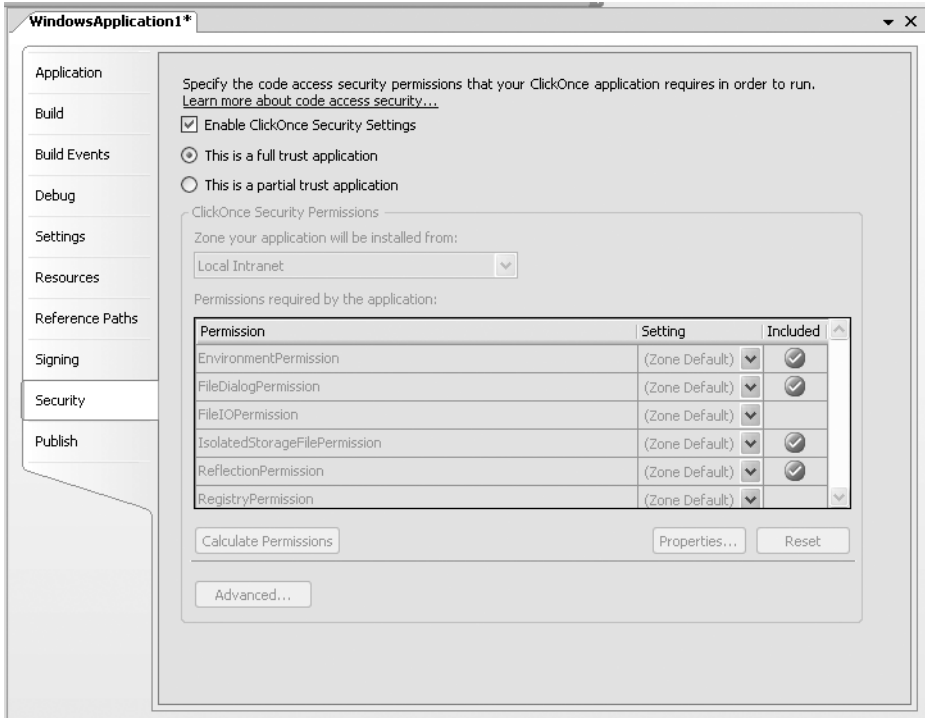 WindowsApplication1*
Application
Build
Build Events
Debug
Settings
Resources
Reference Paths
Signing
Security
Publish
Specify the code access security permissions that your ClickOnce application requires in order to run.
Learn more about code access security...
Enable ClickOnce Security Settings
This is a full trust application
This is a partial trust application
ClickOnce Security Permissions
Zone your application will be installed from:
Local Intranet
Permissions required by the application:
Permission Setting Included
EnvironmentPermission (Zone Default)
FileDialogPermission (Zone Default)
FileIOPermission (Zone Default)
IsolatedStorageFilePermission (Zone Default)
ReflectionPermission (Zone Default)
RegistryPermission (Zone Default)
Calculate Permissions Properties... Reset
Advanced...